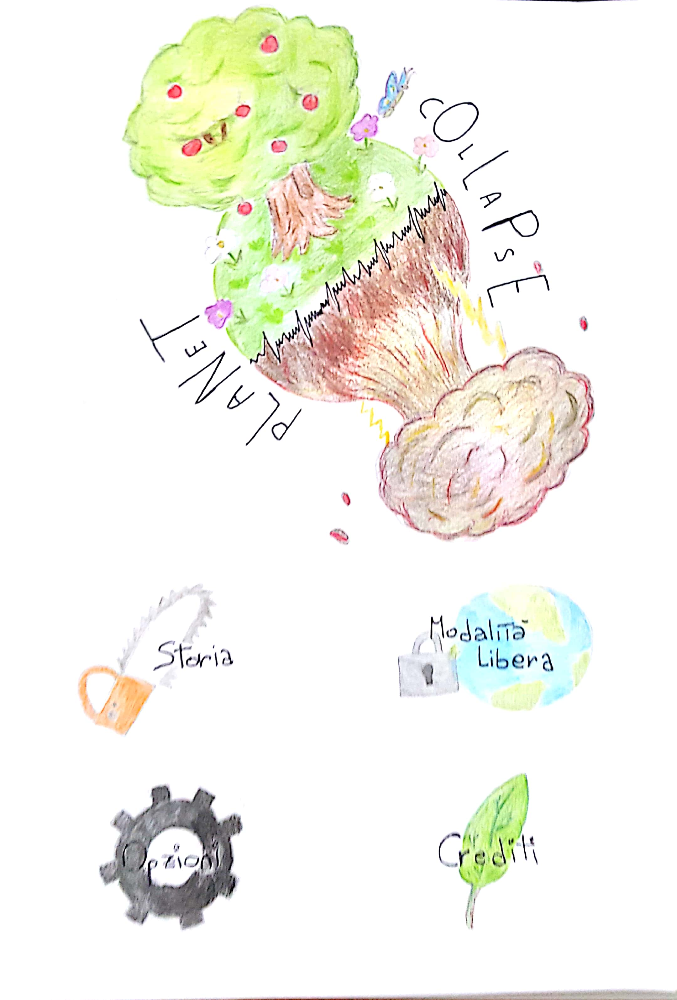 PLANET
COLLAPSE
Storia
Modalità
Libera
Opzioni
Crediti